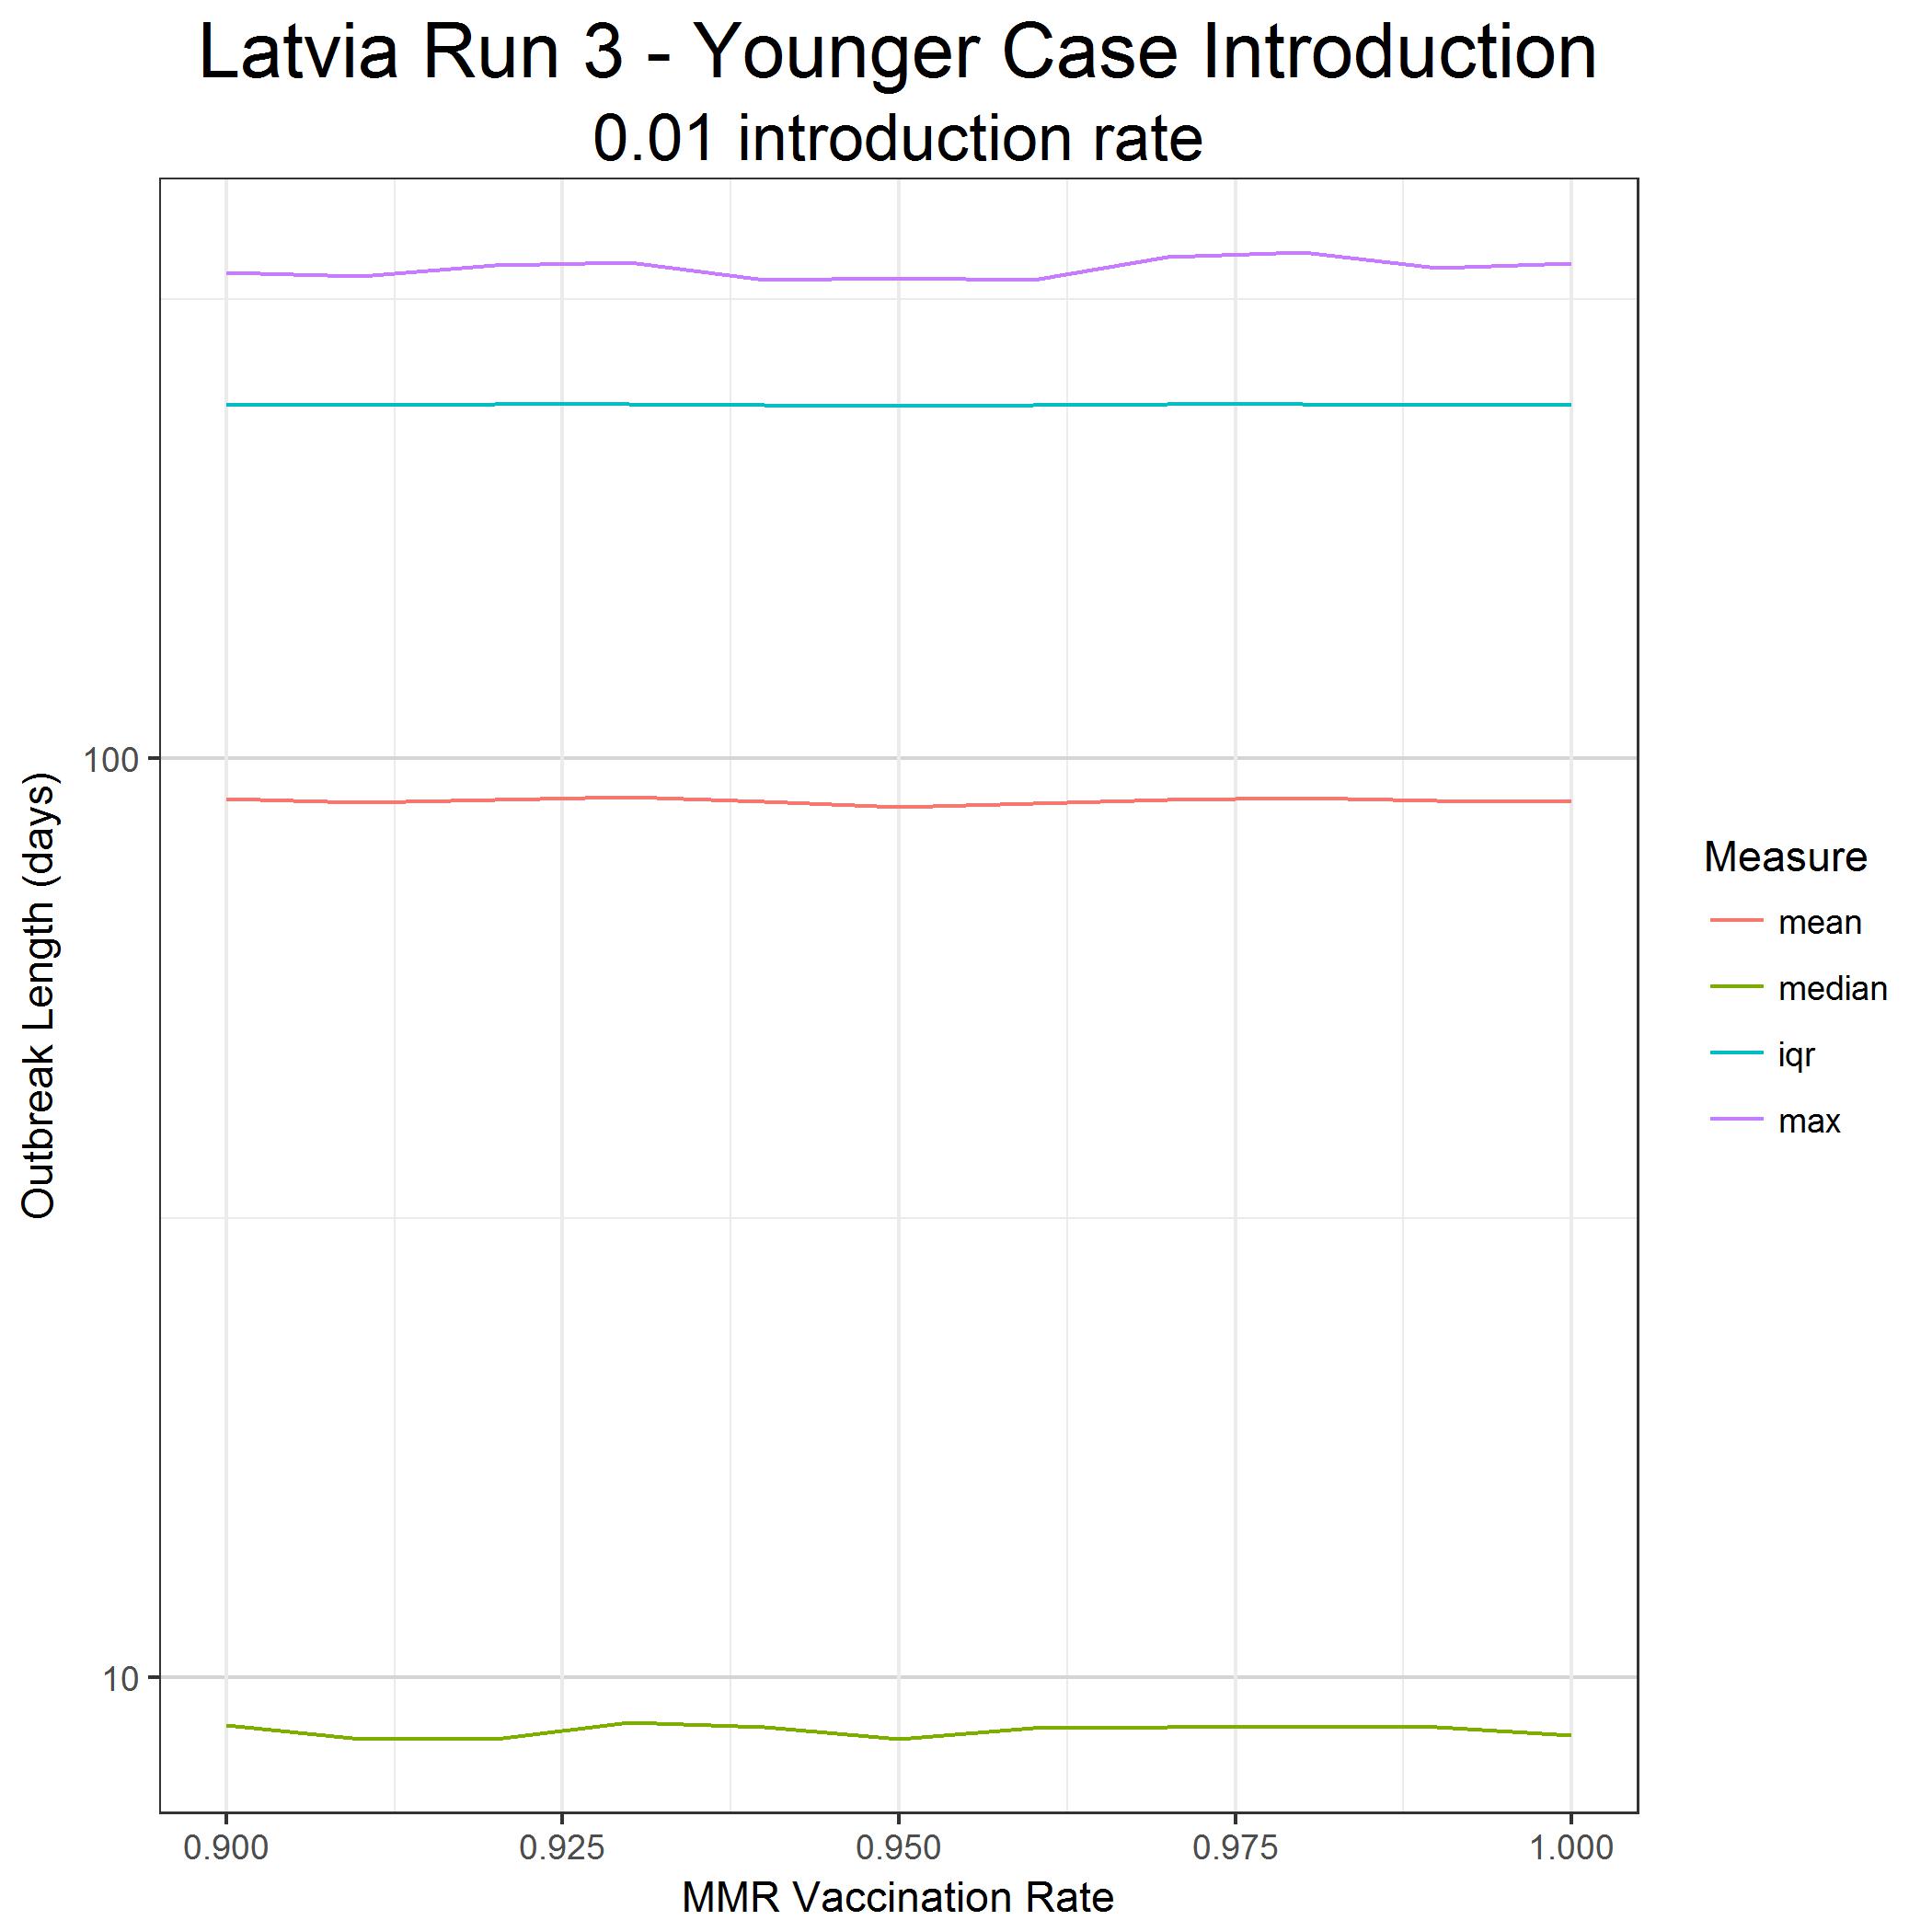 Latvia Run 3 - Younger Case Introduction
0.01 introduction rate
Outbreak Length (days)
100
10
0.900
0.925
0.950
0.975
1.000
MMR Vaccination Rate
Measure
mean
median
iqr
max